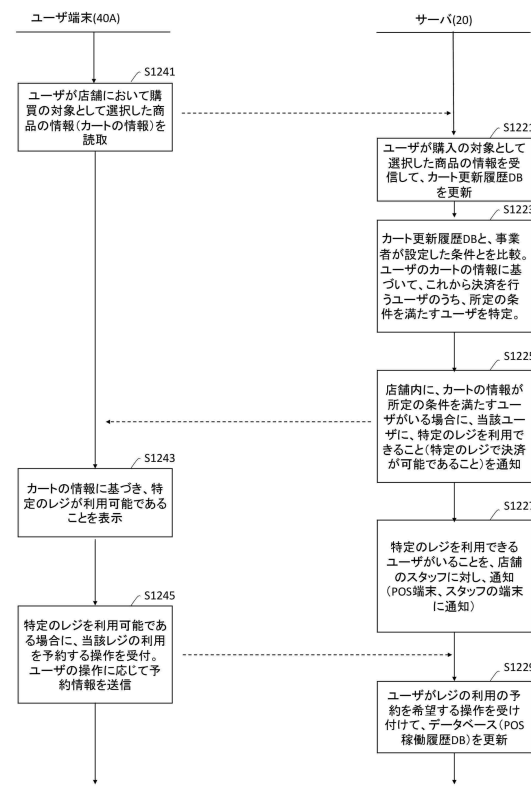 ユーザ端末(40A)
サーバ(20)
S1241
ユーザが店舗において購
買の対象として選択した商
品の情報(カートの情報)を
読取
S1221
ユーザが購入の対象として
選択した商品の情報を受
信して、カート更新履歴DB
を更新
S1223
カート更新履歴DBと、事業
者が設定した条件とを比較。
ユーザのカートの情報に基
づいて、これから決済を行
うユーザのうち、所定の条
件を満たすユーザを特定。
S1225
店舗内に、カートの情報が
所定の条件を満たすユー
ザがいる場合に、当該ユー
ザに、特定のレジを利用で
きること(特定のレジで決済
が可能であること)を通知
S1243
カートの情報に基づき、特
定のレジが利用可能である
ことを表示
S1227
特定のレジを利用できる
ユーザがいることを、店舗
のスタッフに対し、通知
(POS端末、スタッフの端末
に通知)
S1245
特定のレジを利用可能であ
る場合に、当該レジの利用
を予約する操作を受付。
ユーザの操作に応じて予
約情報を送信
S1229
ユーザがレジの利用の予
約を希望する操作を受け
付けて、データベース(POS
稼働履歴DB)を更新